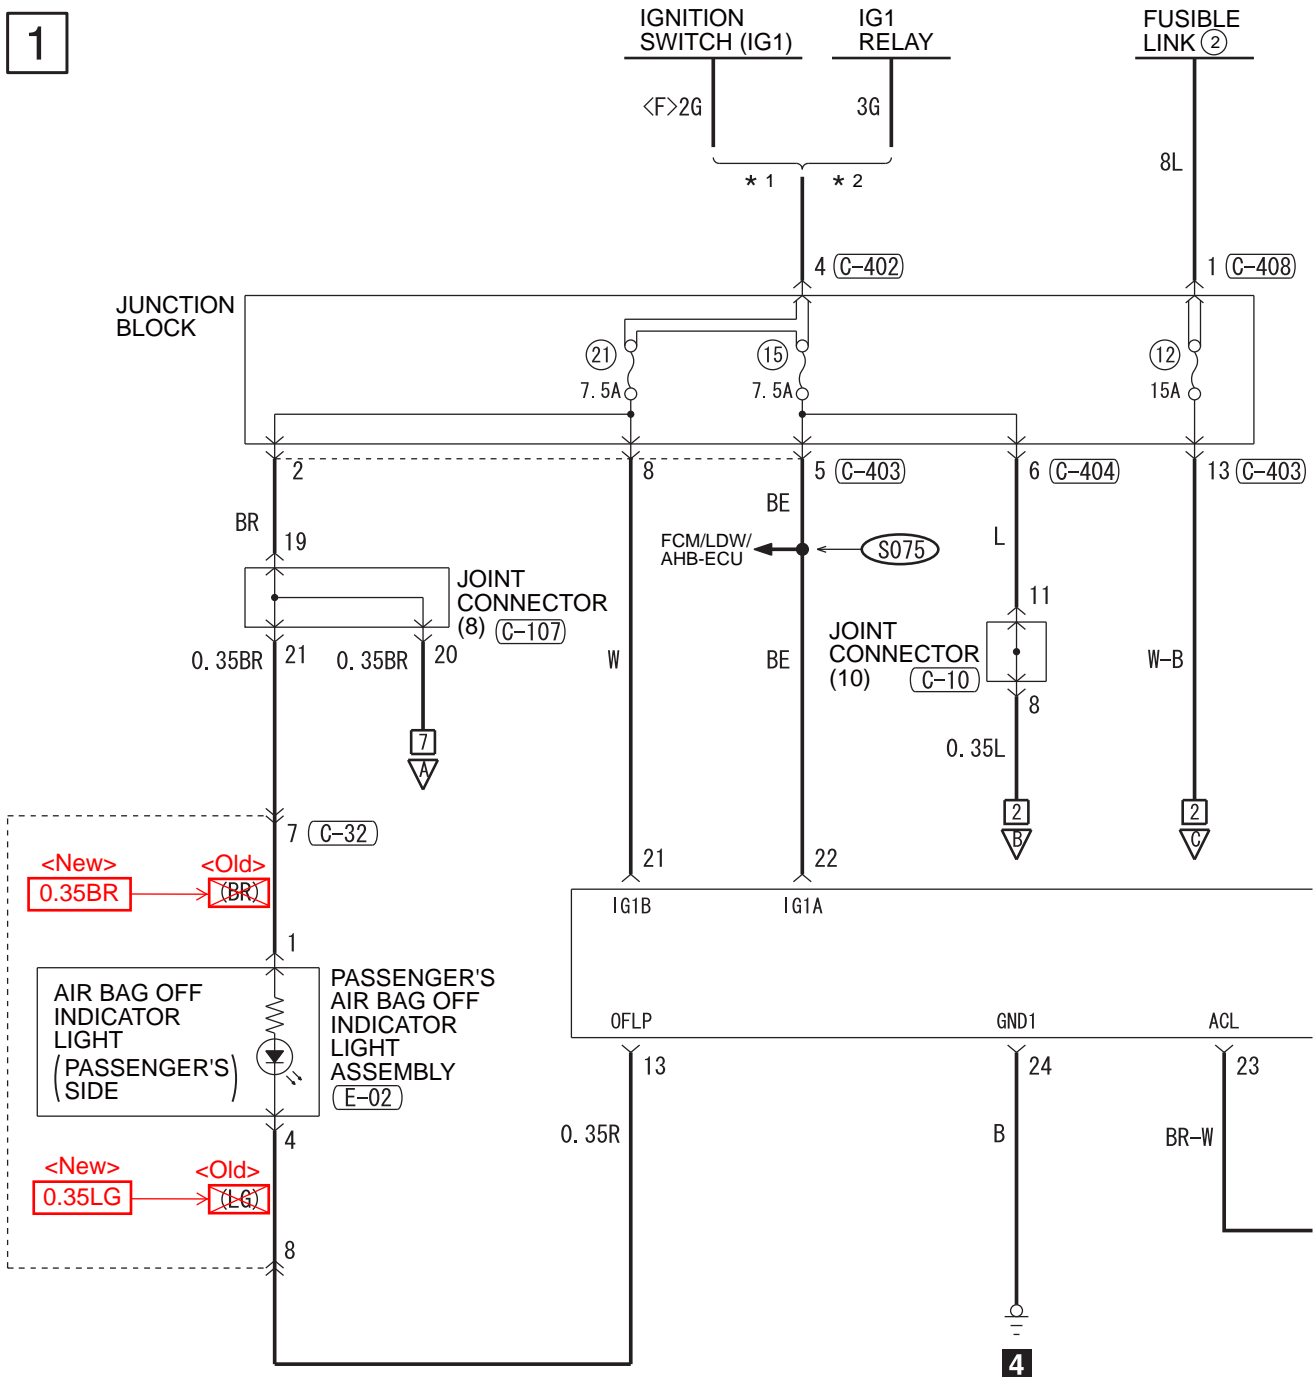 1
IGNITION
SWITCH (IG1)
IG1
RELAY
FUSIBLE
LINK ②
<F>2G
3G
8L
* 1
* 2
4 C-402
1 C-408
JUNCTION
BLOCK
21
7.5A
15
7.5A
12
15A
2
8
5 C-403
6 C-404
13 C-403
BR
BE
L
19
FCM/LDW/
AHB-ECU
S075
11
JOINT
CONNECTOR
(8) C-107
JOINT
CONNECTOR
(10) C-10
0.35BR
21
0.35BR
20
W
BE
W-B
8
0.35L
7
A
2
B
2
C
7 C-32
<New>
0.35BR
<Old>
(BR)
21
22
IG1B
IG1A
1
AIR BAG OFF
INDICATOR
LIGHT
(PASSENGER'S
SIDE)
PASSENGER'S
AIR BAG OFF
INDICATOR
LIGHT
ASSEMBLY
E-02
OFLP
GND1
ACL
13
24
23
4
0.35R
B
BR-W
<New>
0.35LG
<Old>
(LG)
8
4